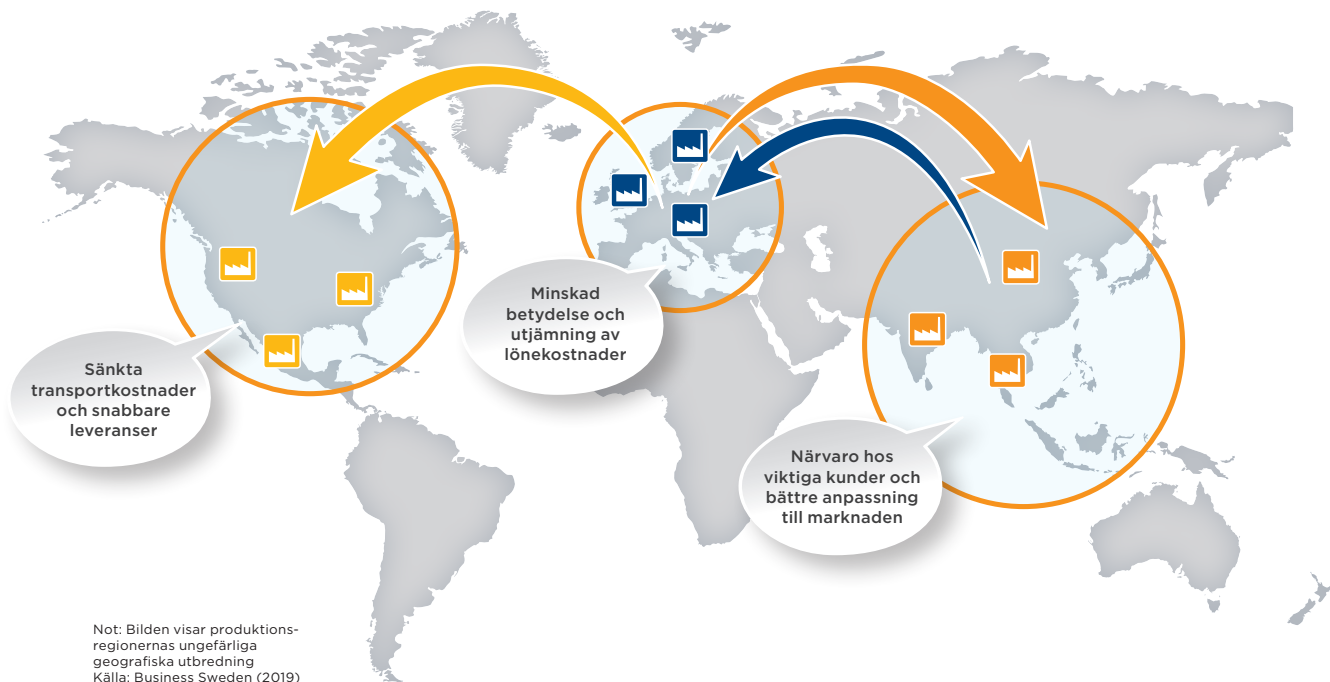 Sänkta
transportkostnader
och snabbare
leveranser
Minskad
betydelse och
utjämning av
lönekostnader
Närvaro hos
viktiga kunder och
bättre anpassning
till marknaden
Not: Bilden visar produktions-
regionernas ungefärliga
geografiska utbredning
Källa: Business Sweden (2019)